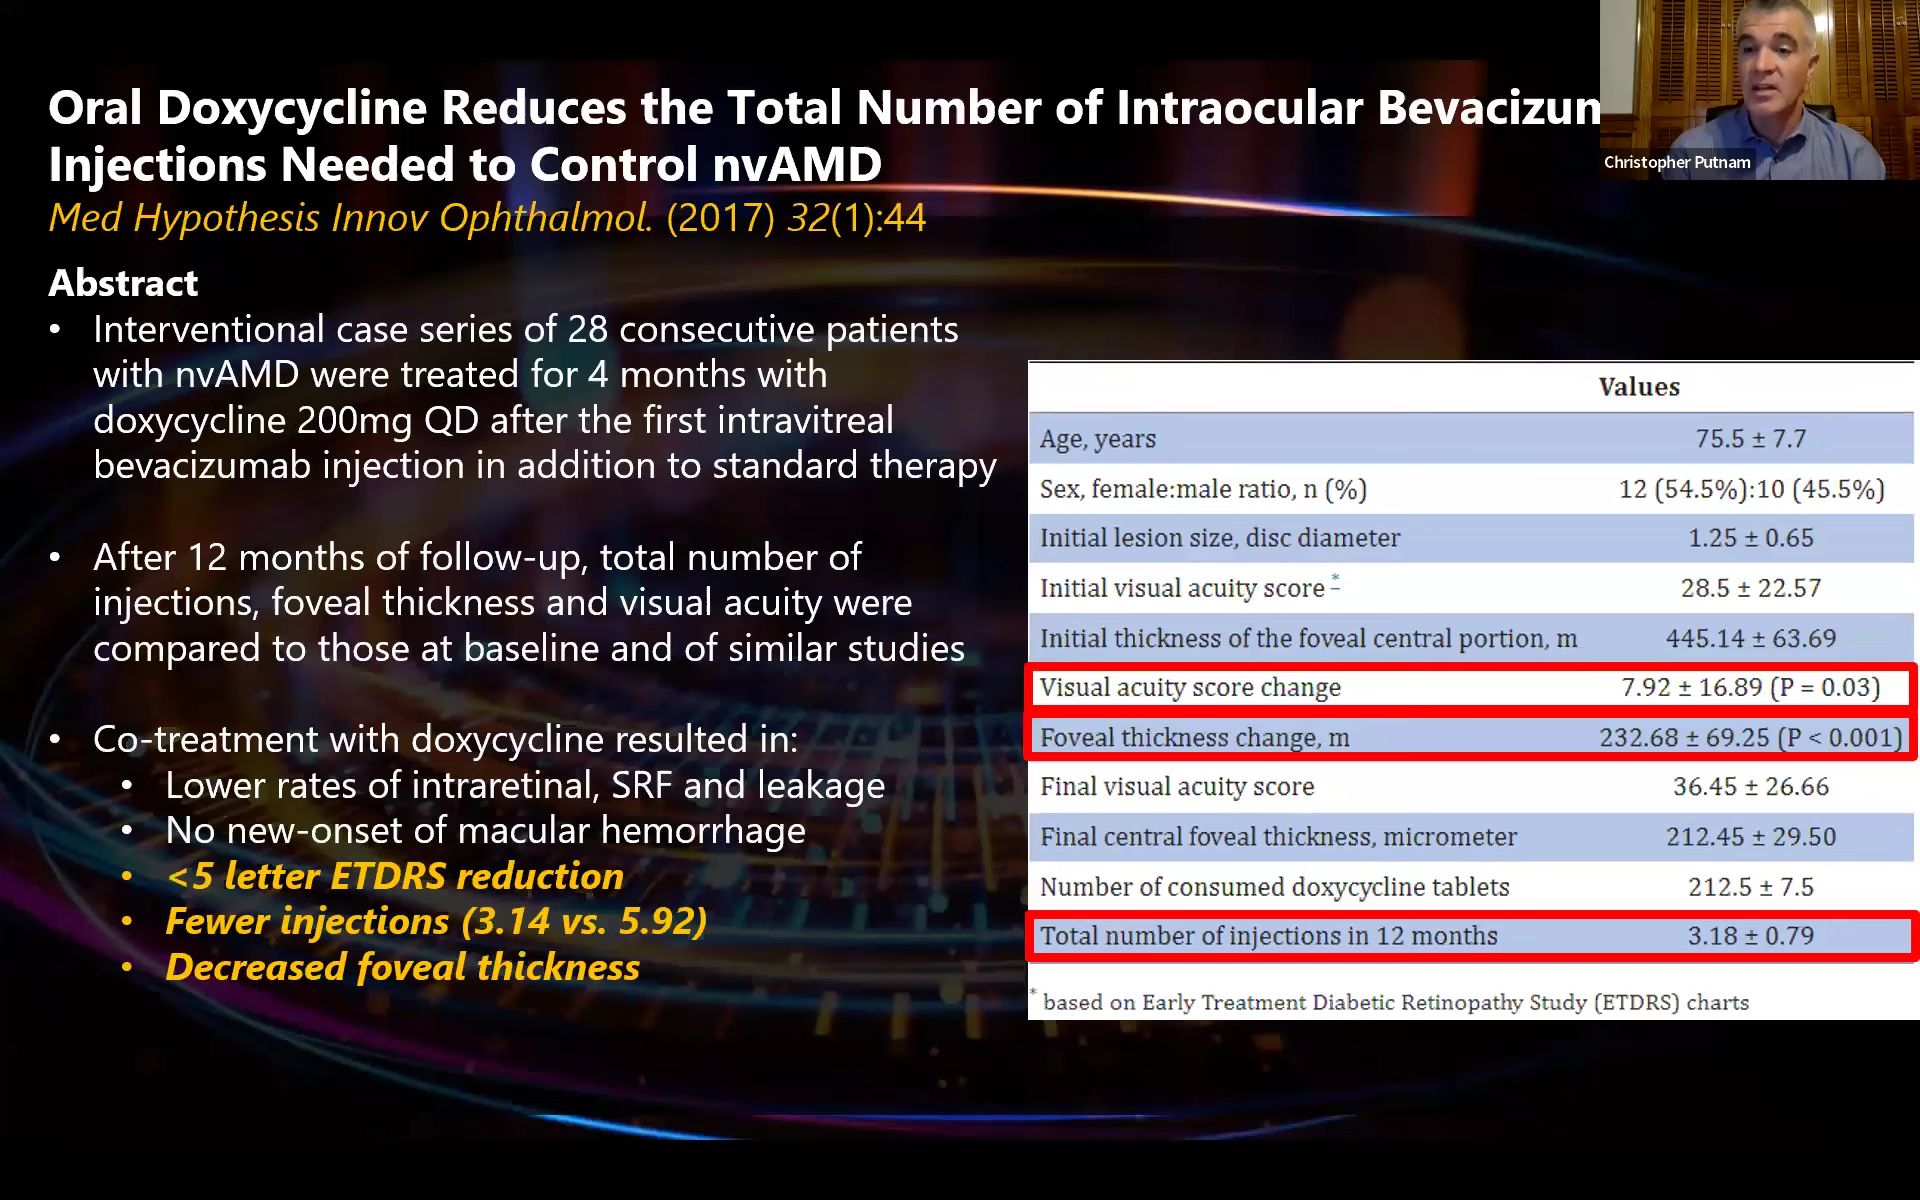 Oral Doxycycline Reduces the Total Number of Intraocular Bevacizum
Injections Needed to Control nvAMD
Med Hypothesis Innov Ophthalmol. (2017) 32(1):44
Christopher Putnam
Abstract
• Interventional case series of 28 consecutive patients
with nvAMD were treated for 4 months with
doxycycline 200mg QD after the first intravitreal
bevacizumab injection in addition to standard therapy
• After 12 months of follow-up, total number of
injections, foveal thickness and visual acuity were
compared to those at baseline and of similar studies
• Co-treatment with doxycycline resulted in:
• Lower rates of intraretinal, SRF and leakage
• No new-onset of macular hemorrhage
• <5 letter ETDRS reduction
• Fewer injections (3.14 vs. 5.92)
• Decreased foveal thickness
Values
Age, years 75.5 ± 7.7
Sex, female:male ratio, n (%) 12 (54.5%):10 (45.5%)
Initial lesion size, disc diameter 1.25 ± 0.65
Initial visual acuity score * 28.5 ± 22.57
Initial thickness of the foveal central portion, m 445.14 ± 63.69
Visual acuity score change 7.92 ± 16.89 (P = 0.03)
Foveal thickness change, m 232.68 ± 69.25 (P < 0.001)
Final visual acuity score 36.45 ± 26.66
Final central foveal thickness, micrometer 212.45 ± 29.50
Number of consumed doxycycline tablets 212.5 ± 7.5
Total number of injections in 12 months 3.18 ± 0.79
* based on Early Treatment Diabetic Retinopathy Study (ETDRS) charts